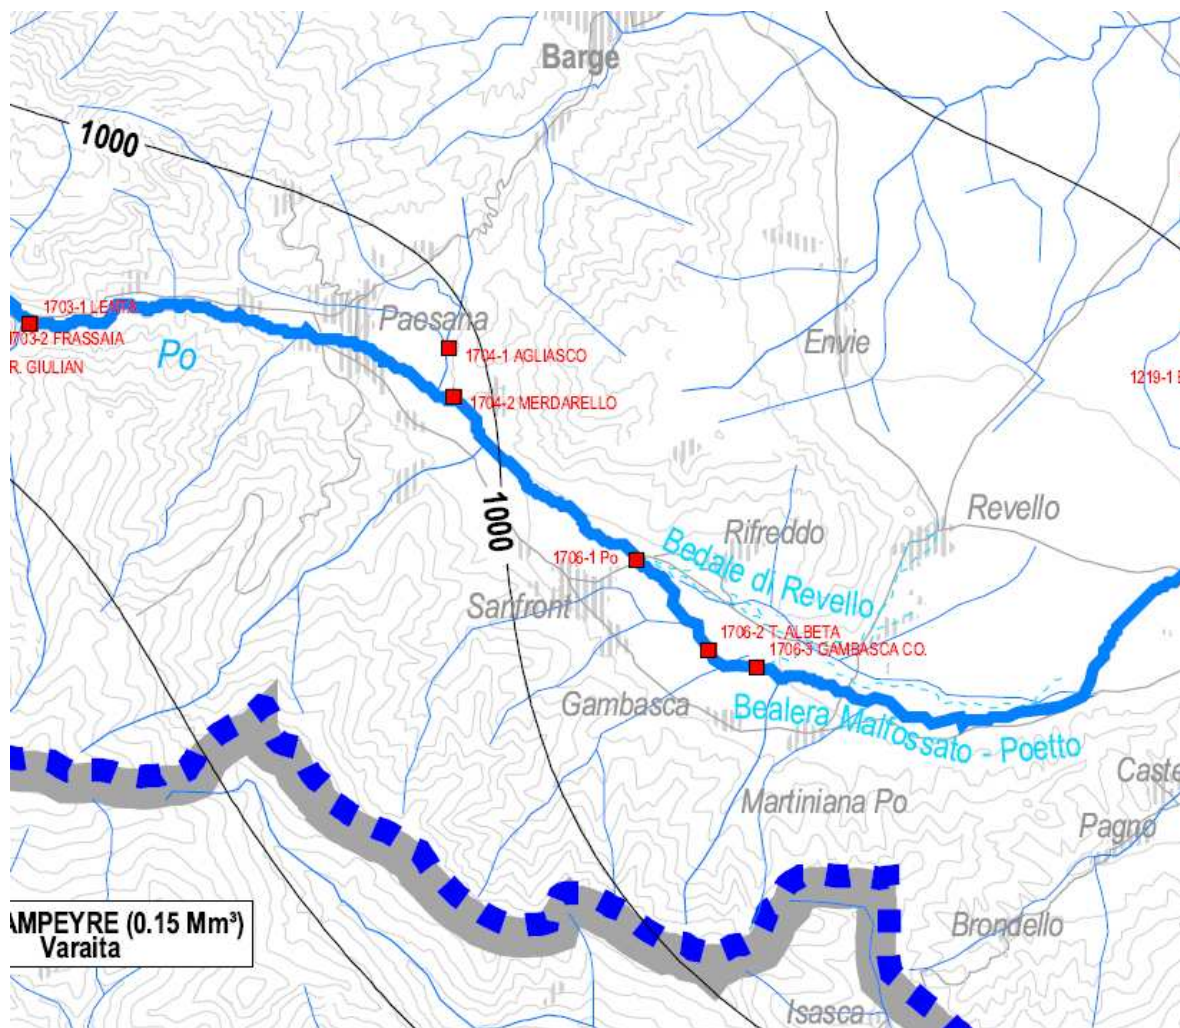 Barge
1000
1703-1 LENTA
1703-2 FRASSAIA
R. GIULIAN
Po
Paesana
1704-1 AGLIASCO
1704-2 MERDARELLO
Envie
1219-1
1000
Revello
Rifreddo
Bedale di Revello
1706-1 Po
Sanfront
1706-2 T. ALBETA
1706-3 GAMBASCA CO.
Gambasca
Bealera Malfossato - Poetto
Martiniana Po
Caste
Pagno
Brondello
AMPEYRE (0.15 Mm³)
Varaita
Isasca